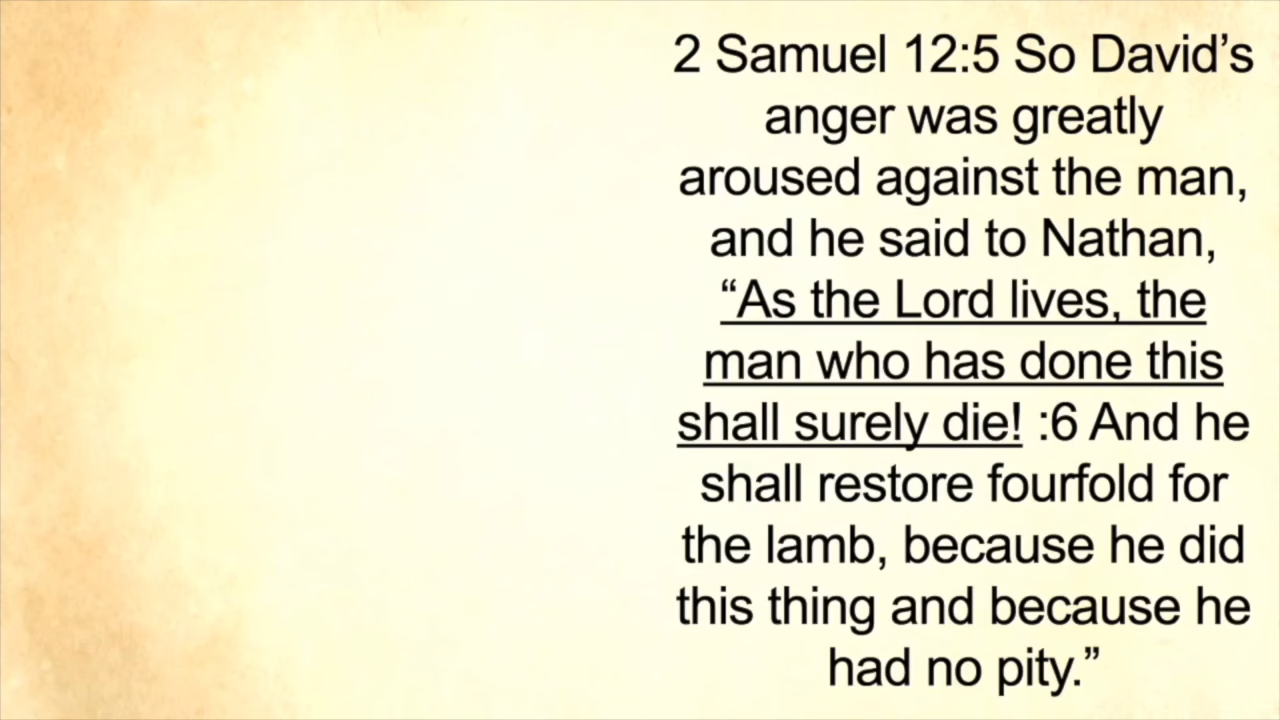 2 Samuel 12:5 So David’s
anger was greatly
aroused against the man,
and he said to Nathan,
“As the Lord lives, the
man who has done this
shall surely die! :6 And he
shall restore fourfold for
the lamb, because he did
this thing and because he
had no pity.”